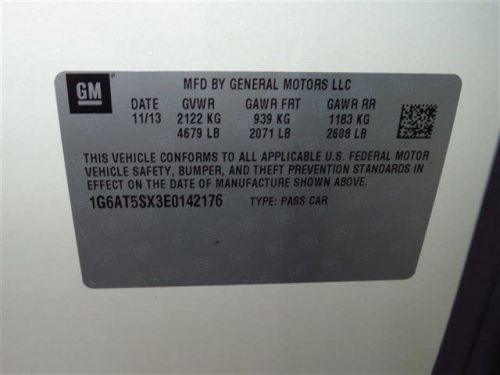 GM
MFD BY GENERAL MOTORS LLC
DATE GVWR GAWR FRT GAWR RR
11/13 2122 KG 939 KG 1183 KG
4679 LB 2071 LB 2608 LB
THIS VEHICLE CONFORMS TO ALL APPLICABLE U.S. FEDERAL MOTOR
VEHICLE SAFETY, BUMPER, AND THEFT PREVENTION STANDARDS IN
EFFECT ON THE DATE OF MANUFACTURE SHOWN ABOVE.
1G6AT5SX3E0142176 TYPE: PASS CAR